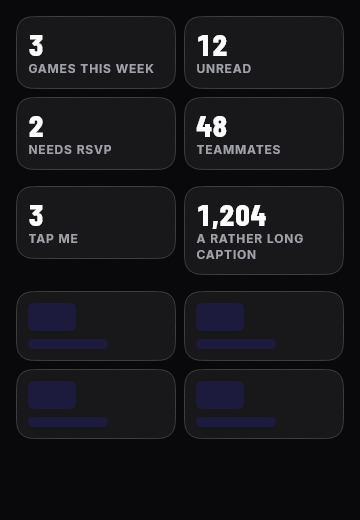 3
GAMES THIS WEEK
12
UNREAD
2
NEEDS RSVP
48
TEAMMATES
3
TAP ME
1,204
A RATHER LONG
CAPTION